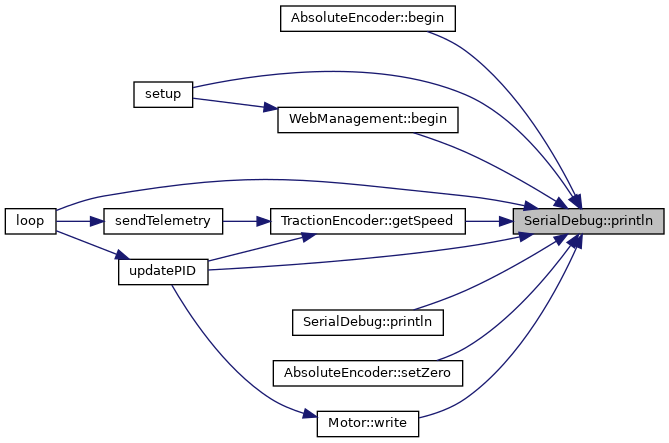 AbsoluteEncoder::begin
setup
WebManagement::begin
loop
sendTelemetry
TractionEncoder::getSpeed
SerialDebug::println
updatePID
SerialDebug::println
AbsoluteEncoder::setZero
Motor::write